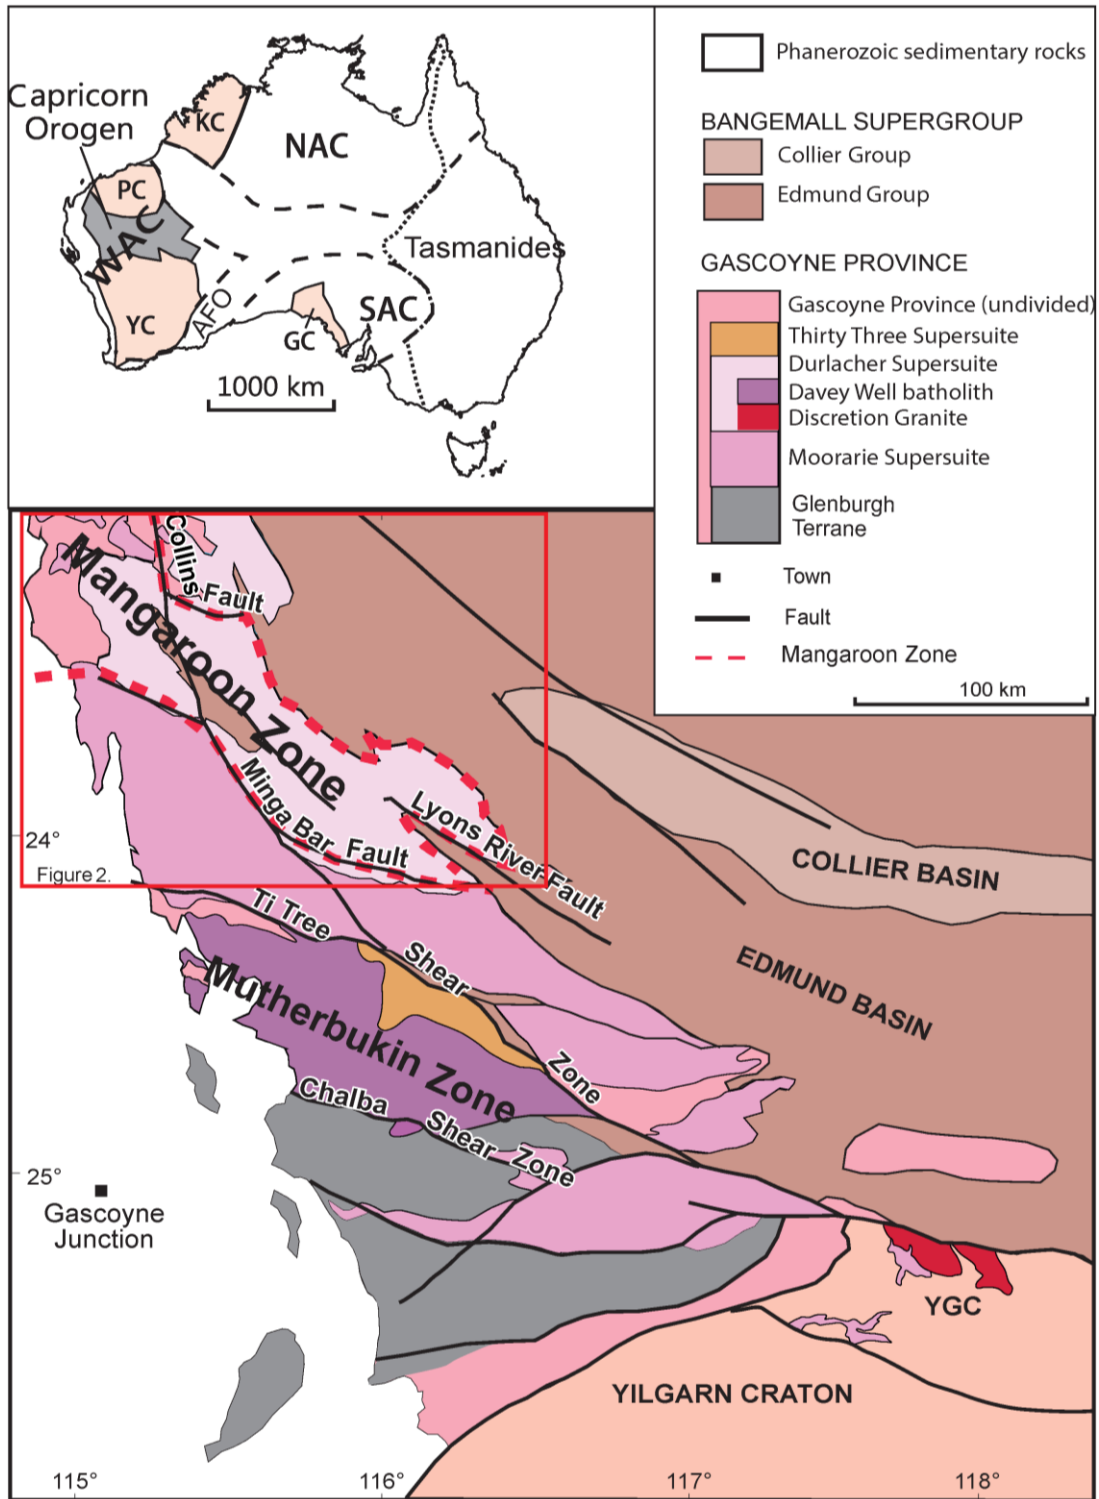 Capricorn
Orogen
KC
NAC
PC
WAC
Tasmanides
YC
AFO
GC
SAC
1000 km
Phanerozoic sedimentary rocks
BANGEMALL SUPERGROUP
Collier Group
Edmund Group
GASCOYNE PROVINCE
Gascoyne Province (undivided)
Thirty Three Supersuite
Durlacher Supersuite
Davey Well batholith
Discretion Granite
Moorarie Supersuite
Glenburgh
Terrane
Town
Fault
Mangaroon Zone
100 km
Collins Fault
Mangaroon Zone
Minga Bar Fault
Lyons River Fault
24°
Figure 2.
COLLIER BASIN
Ti Tree Shear Zone
EDMUND BASIN
Mutherbukin Zone
Chalba Shear Zone
25°
Gascoyne
Junction
YGC
YILGARN CRATON
115°
116°
117°
118°